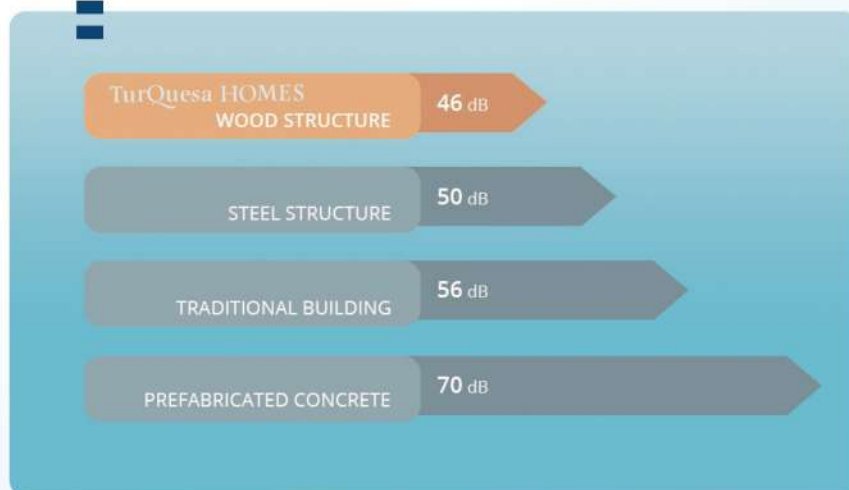 TurQuesa HOMES
WOOD STRUCTURE
46 dB
STEEL STRUCTURE
50 dB
TRADITIONAL BUILDING
56 dB
PREFABRICATED CONCRETE
70 dB